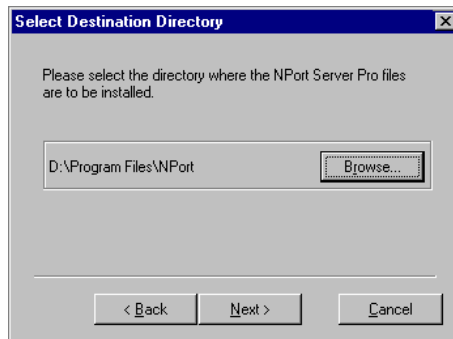 Select Destination Directory
Please select the directory where the NPort Server Pro files
are to be installed.
D:\Program Files\NPort
Browse...
< Back
Next >
Cancel